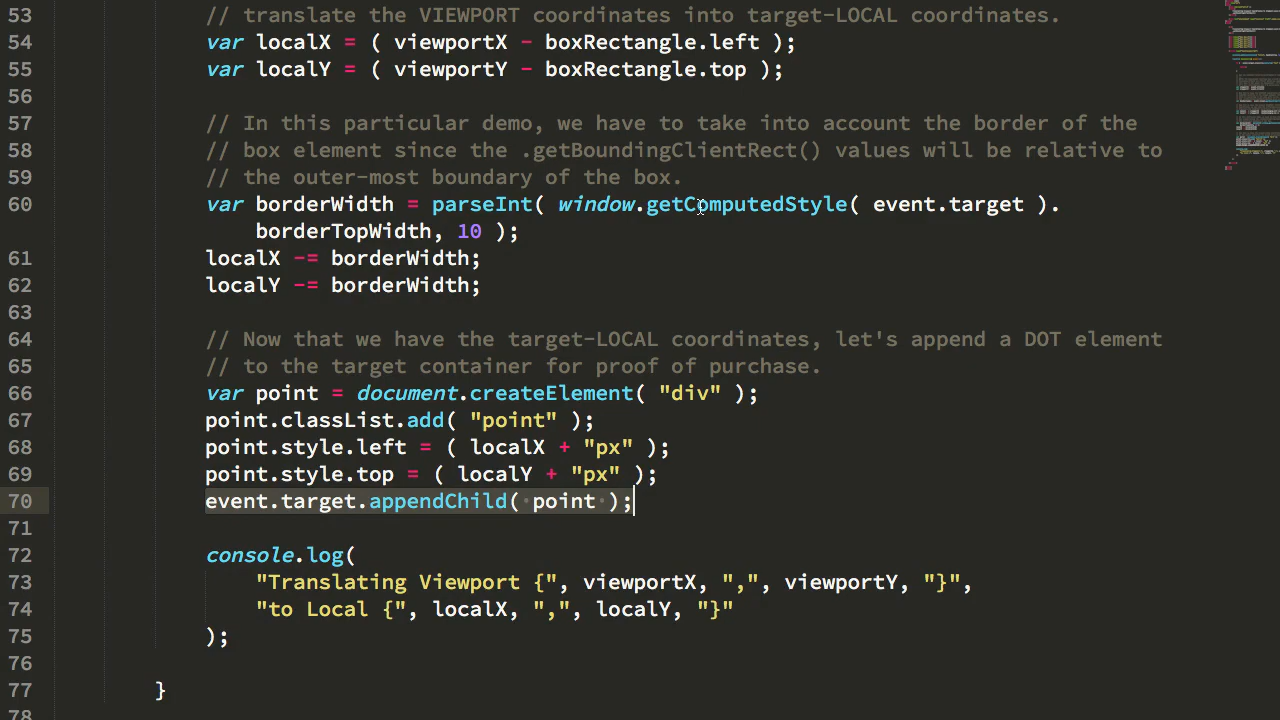 53 // translate the VIEWPORT coordinates into target-LOCAL coordinates.
54 var localX = ( viewportX - boxRectangle.left );
55 var localY = ( viewportY - boxRectangle.top );
56
57 // In this particular demo, we have to take into account the border of the
58 // box element since the .getBoundingClientRect() values will be relative to
59 // the outer-most boundary of the box.
60 var borderWidth = parseInt( window.getComputedStyle( event.target ).
borderTopWidth, 10 );
61 localX -= borderWidth;
62 localY -= borderWidth;
63
64 // Now that we have the target-LOCAL coordinates, let's append a DOT element
65 // to the target container for proof of purchase.
66 var point = document.createElement( "div" );
67 point.classList.add( "point" );
68 point.style.left = ( localX + "px" );
69 point.style.top = ( localY + "px" );
70 event.target.appendChild( point );
71
72 console.log(
73 "Translating Viewport {", viewportX, ",", viewportY, "}",
74 "to Local {", localX, ",", localY, "}"
75 );
76
77 }
78